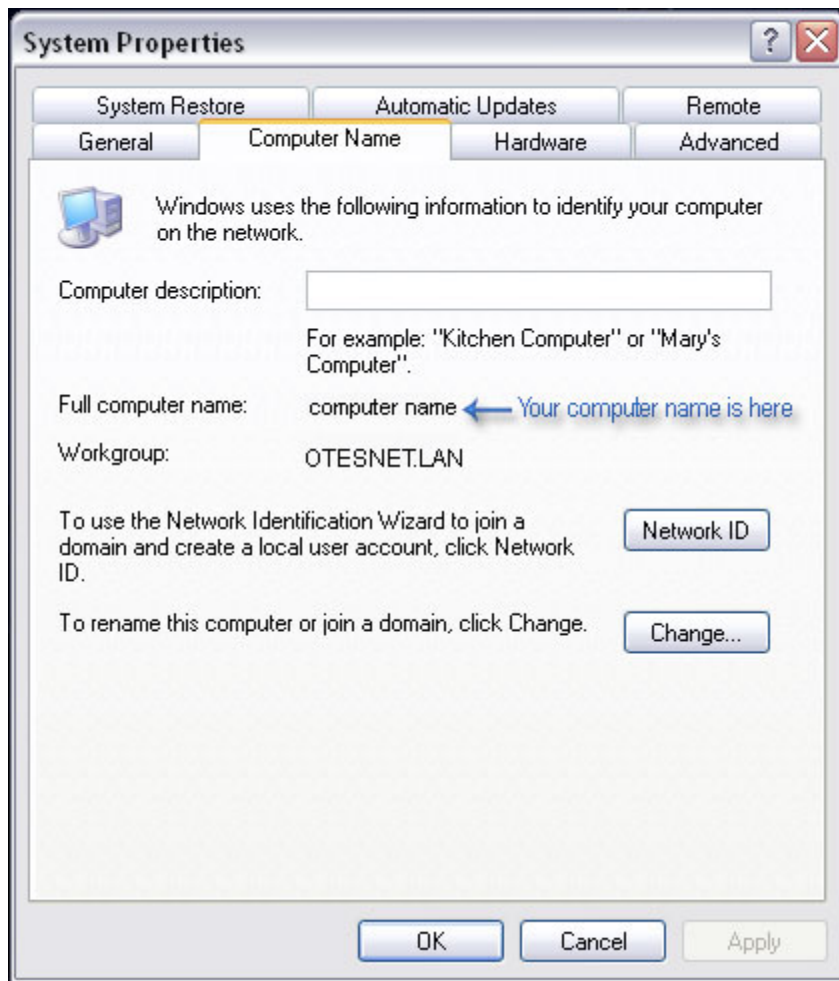 System Properties
System Restore Automatic Updates Remote
General Computer Name Hardware Advanced
Windows uses the following information to identify your computer
on the network.
Computer description:
For example: "Kitchen Computer" or "Mary's
Computer".
Full computer name: computer name Your computer name is here
Workgroup: OTESNET.LAN
To use the Network Identification Wizard to join a
domain and create a local user account, click Network
ID.
Network ID
To rename this computer or join a domain, click Change.
Change...
OK Cancel Apply